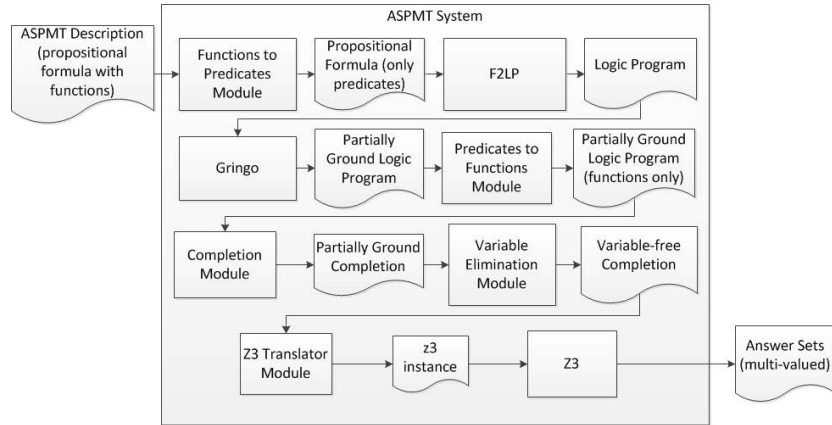 ASPMT System
ASPMT Description
(propositional
formula with
functions)
Functions to
Predicates
Module
Propositional
Formula (only
predicates)
F2LP
Logic Program
Gringo
Partially
Ground Logic
Program
Predicates to
Functions
Module
Partially Ground
Logic Program
(functions only)
Completion
Module
Partially Ground
Completion
Variable
Elimination
Module
Variable-free
Completion
Z3 Translator
Module
z3
instance
Z3
Answer Sets
(multi-valued)